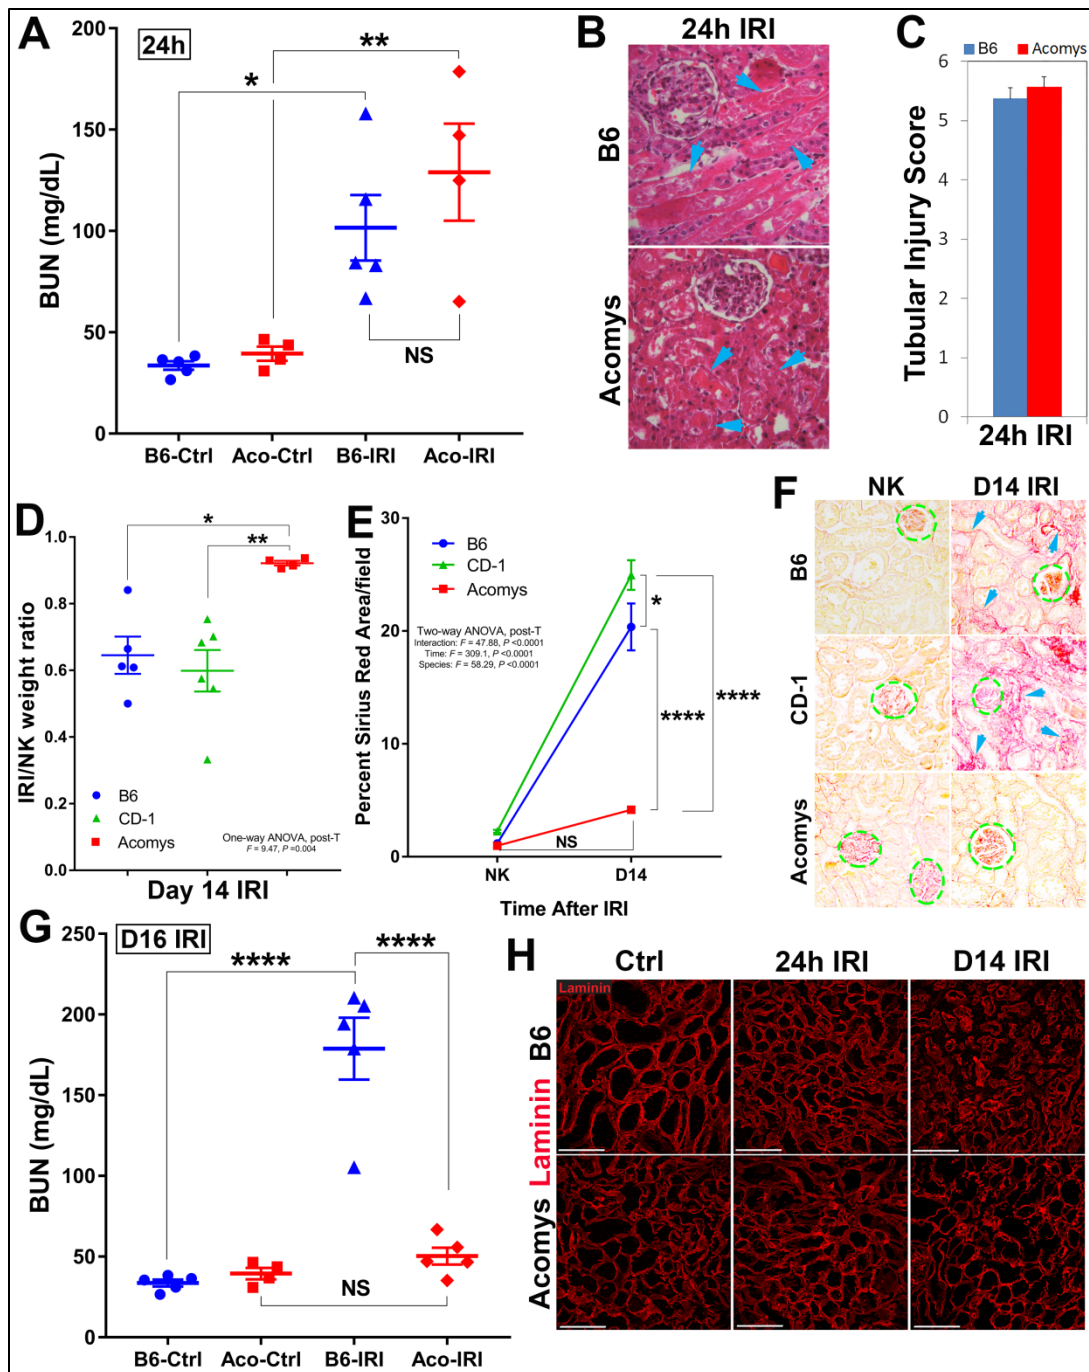 A
24h
BUN (mg/dL)
200
150
100
50
0
*
**
NS
B6-Ctrl
Aco-Ctrl
B6-IRI
Aco-IRI
B
24h IRI
B6
Acomys
C
B6
Acomys
Tubular Injury Score
6
5
4
3
2
1
0
24h IRI
D
IRI/NK weight ratio
1.0
0.8
0.6
0.4
0.2
0.0
*
**
B6
CD-1
Acomys
One-way ANOVA, post-T
F = 9.47, P =0.004
Day 14 IRI
E
Percent Sirius Red Area/field
30
20
10
0
B6
CD-1
Acomys
Two-way ANOVA, post-T
Interaction: F = 47.88, P <0.0001
Time: F = 309.1, P <0.0001
Species: F = 58.29, P <0.0001
*
****
****
NS
NK
D14
Time After IRI
F
NK
D14 IRI
B6
CD-1
Acomys
G
D16 IRI
BUN (mg/dL)
250
200
150
100
50
0
****
****
NS
B6-Ctrl
Aco-Ctrl
B6-IRI
Aco-IRI
H
Ctrl
24h IRI
D14 IRI
Laminin
B6
Laminin
Acomys